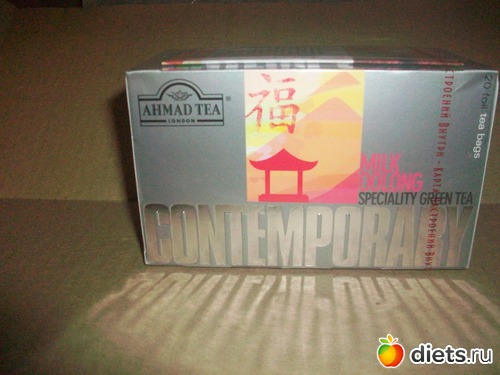 AHMAD TEA
LONDON
福
MILK
OOLONG
SPECIALITY GREEN TEA
CONTEMPORARY
20 foil tea bags
diets.ru